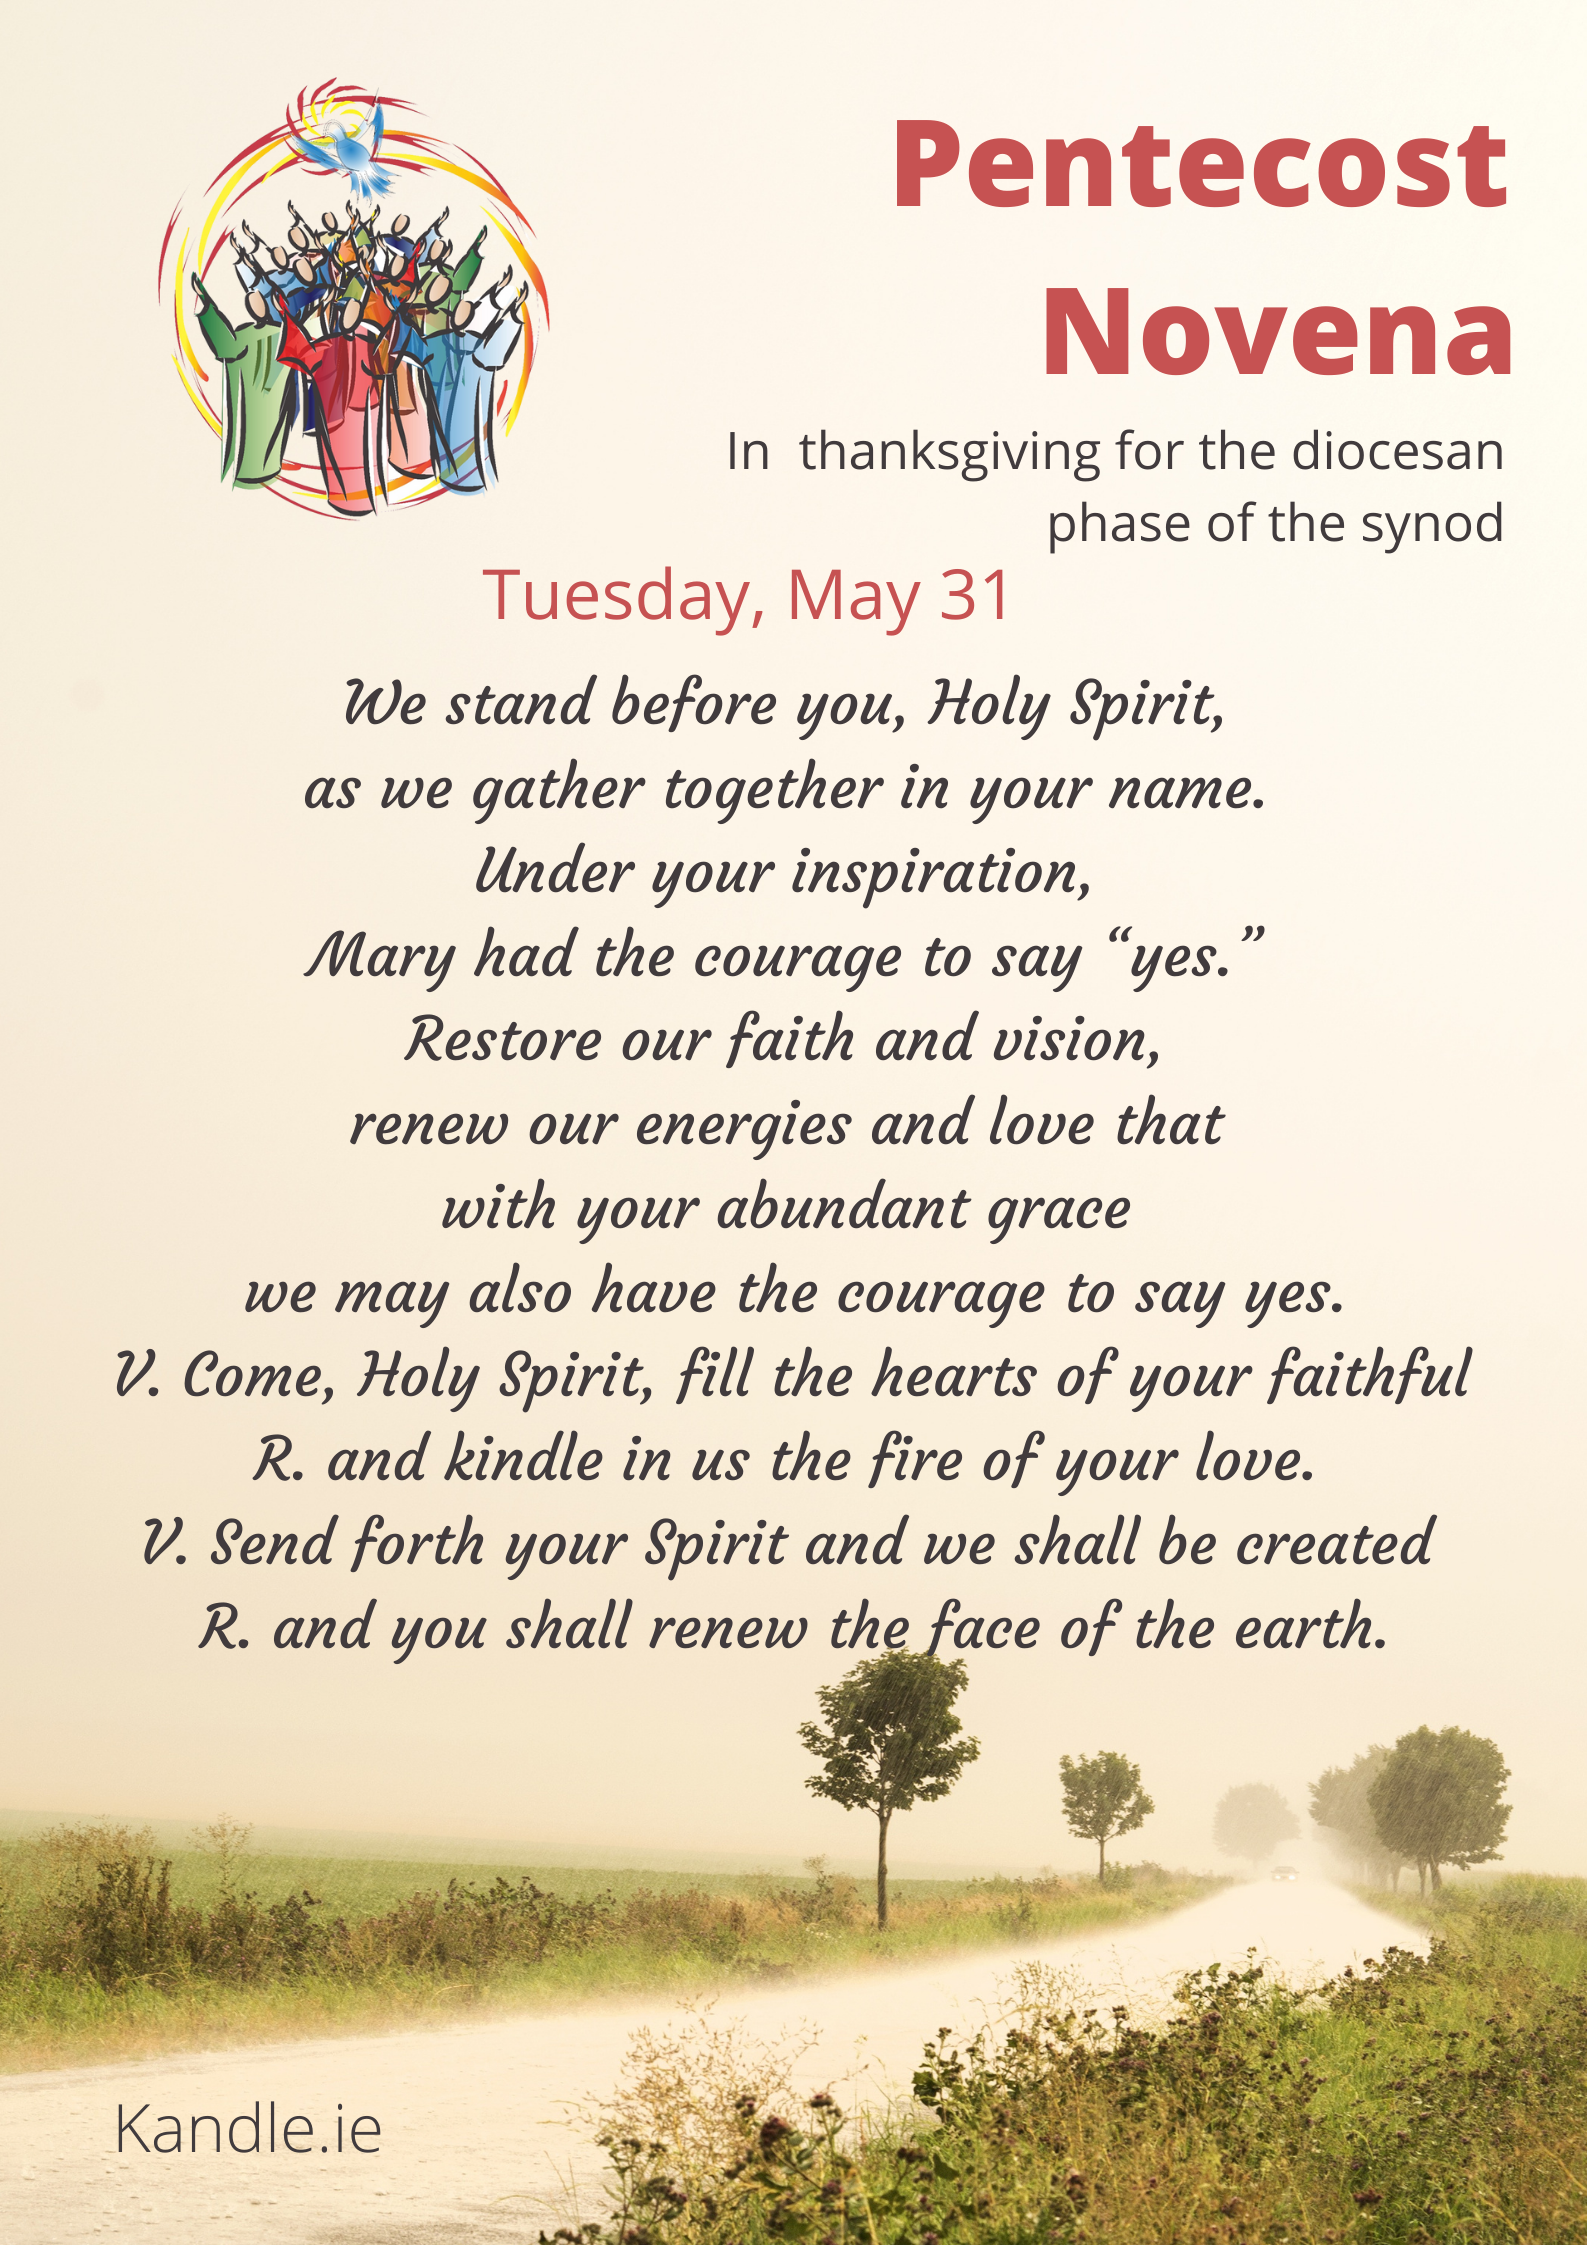 Pentecost
Novena
In thanksgiving for the diocesan
phase of the synod
Tuesday, May 31
We stand before you, Holy Spirit,
as we gather together in your name.
Under your inspiration,
Mary had the courage to say “yes.”
Restore our faith and vision,
renew our energies and love that
with your abundant grace
we may also have the courage to say yes.
V. Come, Holy Spirit, fill the hearts of your faithful
R. and kindle in us the fire of your love.
V. Send forth your Spirit and we shall be created
R. and you shall renew the face of the earth.
Kandle.ie